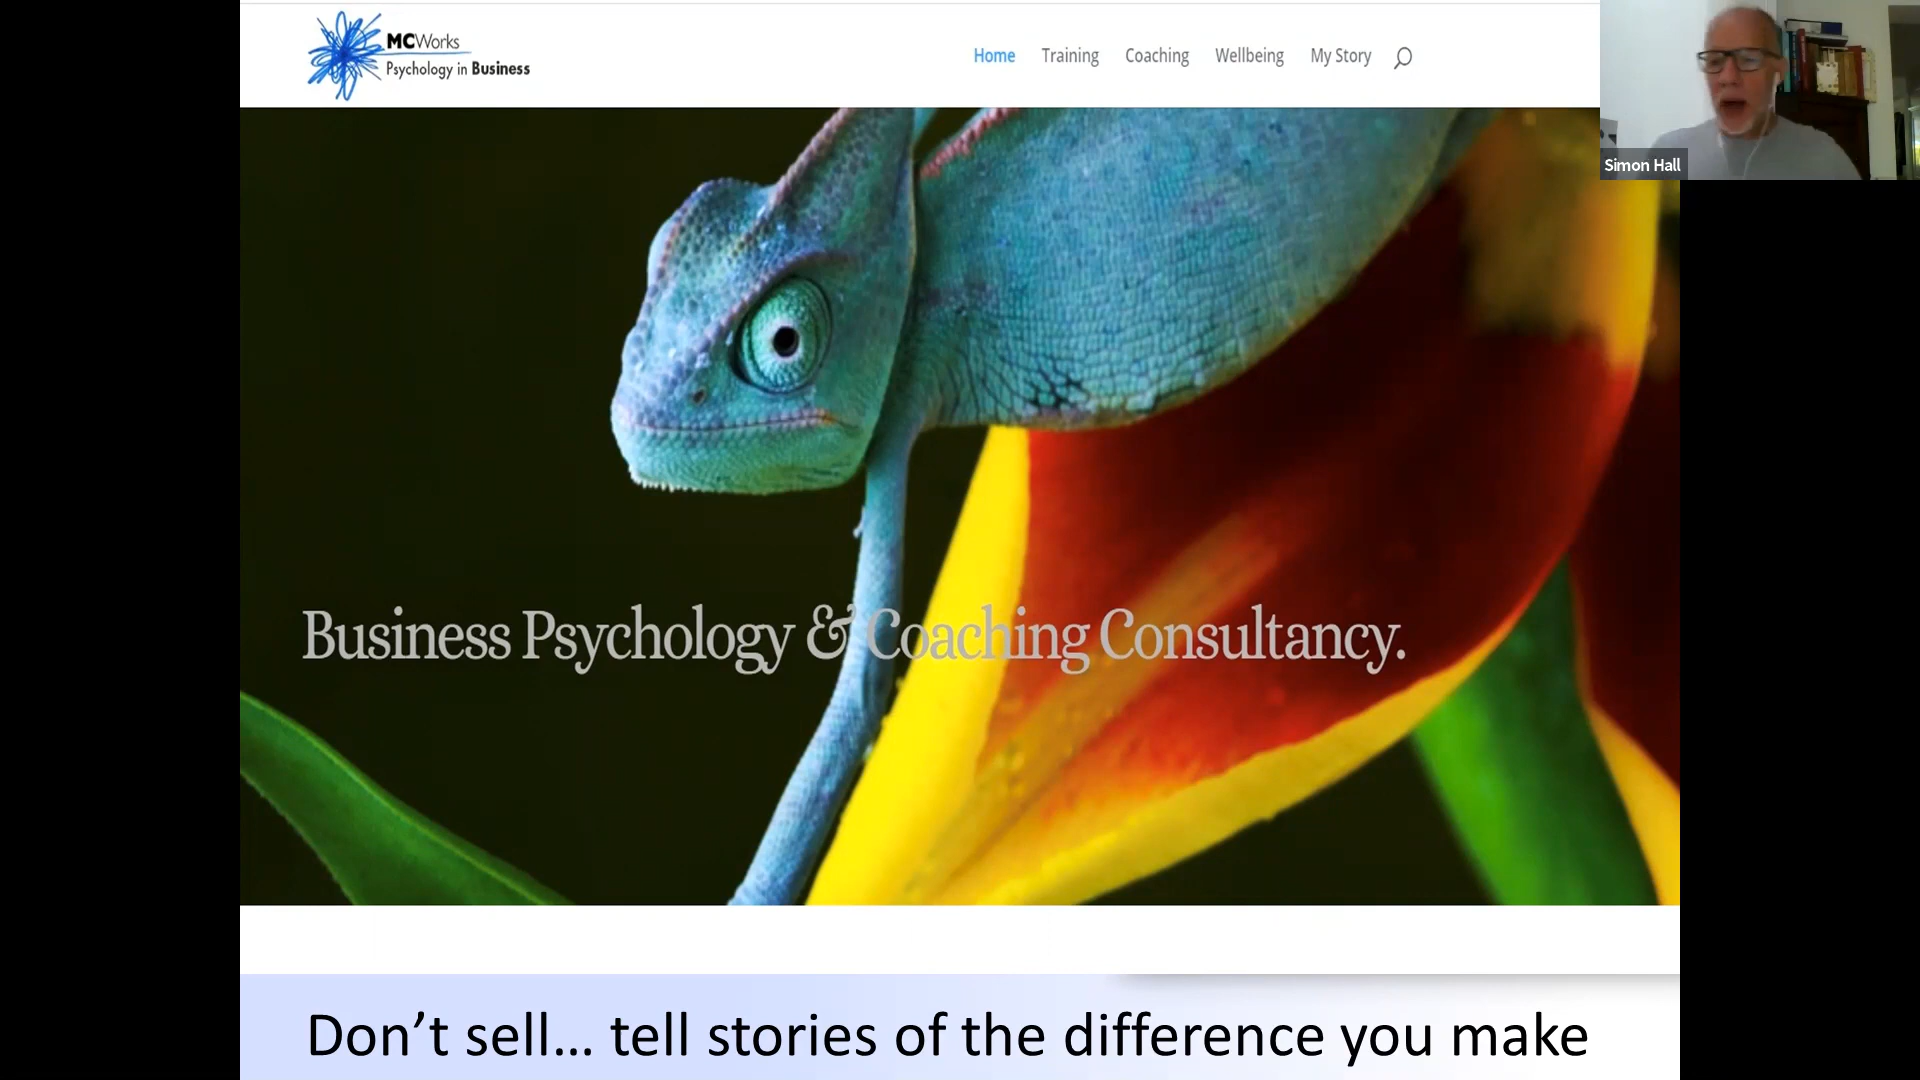 MCWorks
Psychology in Business
Home Training Coaching Wellbeing My Story
Simon Hall
Business Psychology & Coaching Consultancy.
Don’t sell... tell stories of the difference you make